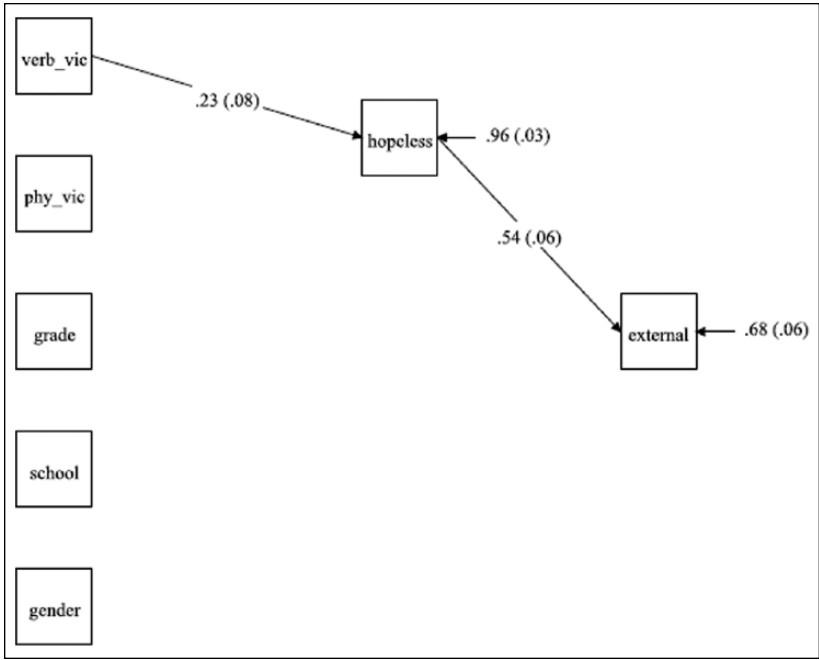 verb_vic
.23 (.08)
hopeless
.96 (.03)
phy_vic
.54 (.06)
grade
external
.68 (.06)
school
gender